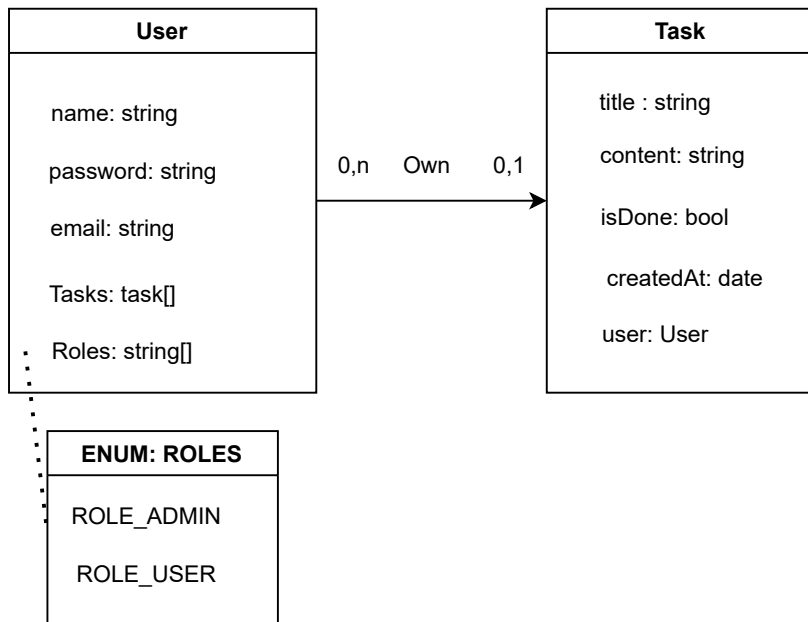 User
name: string
password: string
email: string
Tasks: task[]
Roles: string[]
0,n Own 0,1
Task
title : string
content: string
isDone: bool
createdAt: date
user: User
ENUM: ROLES
ROLE_ADMIN
ROLE_USER